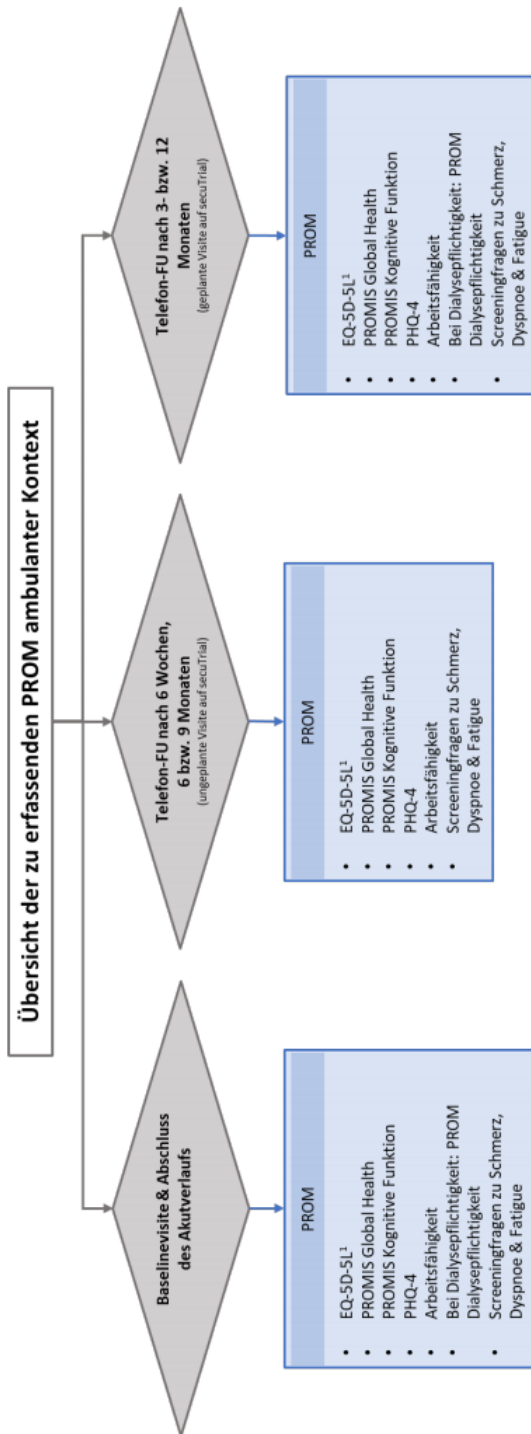 Übersicht der zu erfassenden PROM ambulanter Kontext
Baselinevisite & Abschluss
des Akutverlaufs
PROM
• EQ-5D-5L¹
• PROMIS Global Health
• PROMIS Kognitive Funktion
• PHQ-4
• Arbeitsfähigkeit
• Bei Dialysepflichtigkeit: PROM
Dialysepflichtigkeit
• Screeningfragen zu Schmerz,
Dyspnoe & Fatigue
Telefon-FU nach 6 Wochen,
6 bzw. 9 Monaten
(ungeplante Visite auf secuTrial)
PROM
• EQ-5D-5L¹
• PROMIS Global Health
• PROMIS Kognitive Funktion
• PHQ-4
• Arbeitsfähigkeit
• Screeningfragen zu Schmerz,
Dyspnoe & Fatigue
Telefon-FU nach 3- bzw. 12
Monaten
(geplante Visite auf secuTrial)
PROM
• EQ-5D-5L¹
• PROMIS Global Health
• PROMIS Kognitive Funktion
• PHQ-4
• Arbeitsfähigkeit
• Bei Dialysepflichtigkeit: PROM
Dialysepflichtigkeit
• Screeningfragen zu Schmerz,
Dyspnoe & Fatigue